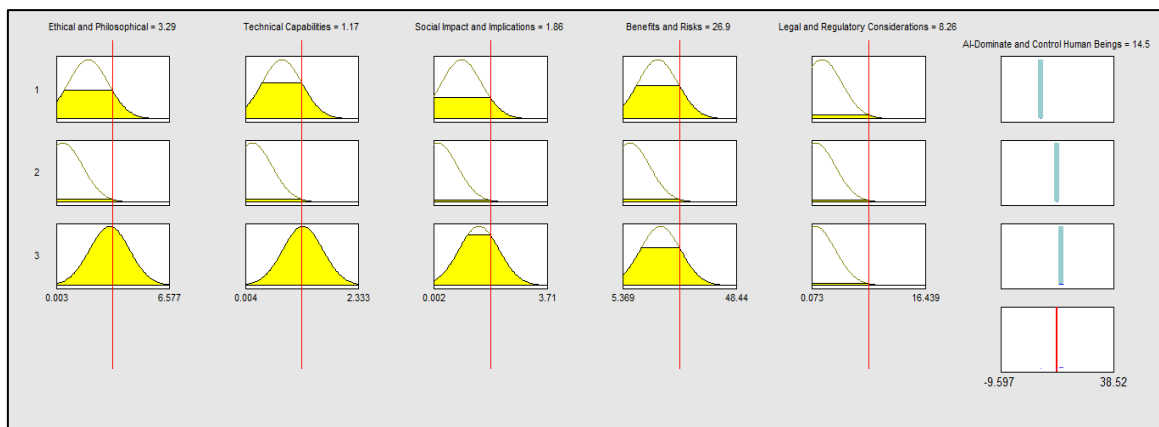 Ethical and Philosophical = 3.29
Technical Capabilities = 1.17
Social Impact and Implications = 1.86
Benefits and Risks = 26.9
Legal and Regulatory Considerations = 8.26
AI-Dominate and Control Human Beings = 14.5
1
2
3
0.003 6.577
0.004 2.333
0.002 3.71
5.369 48.44
0.073 16.439
-9.597 38.52